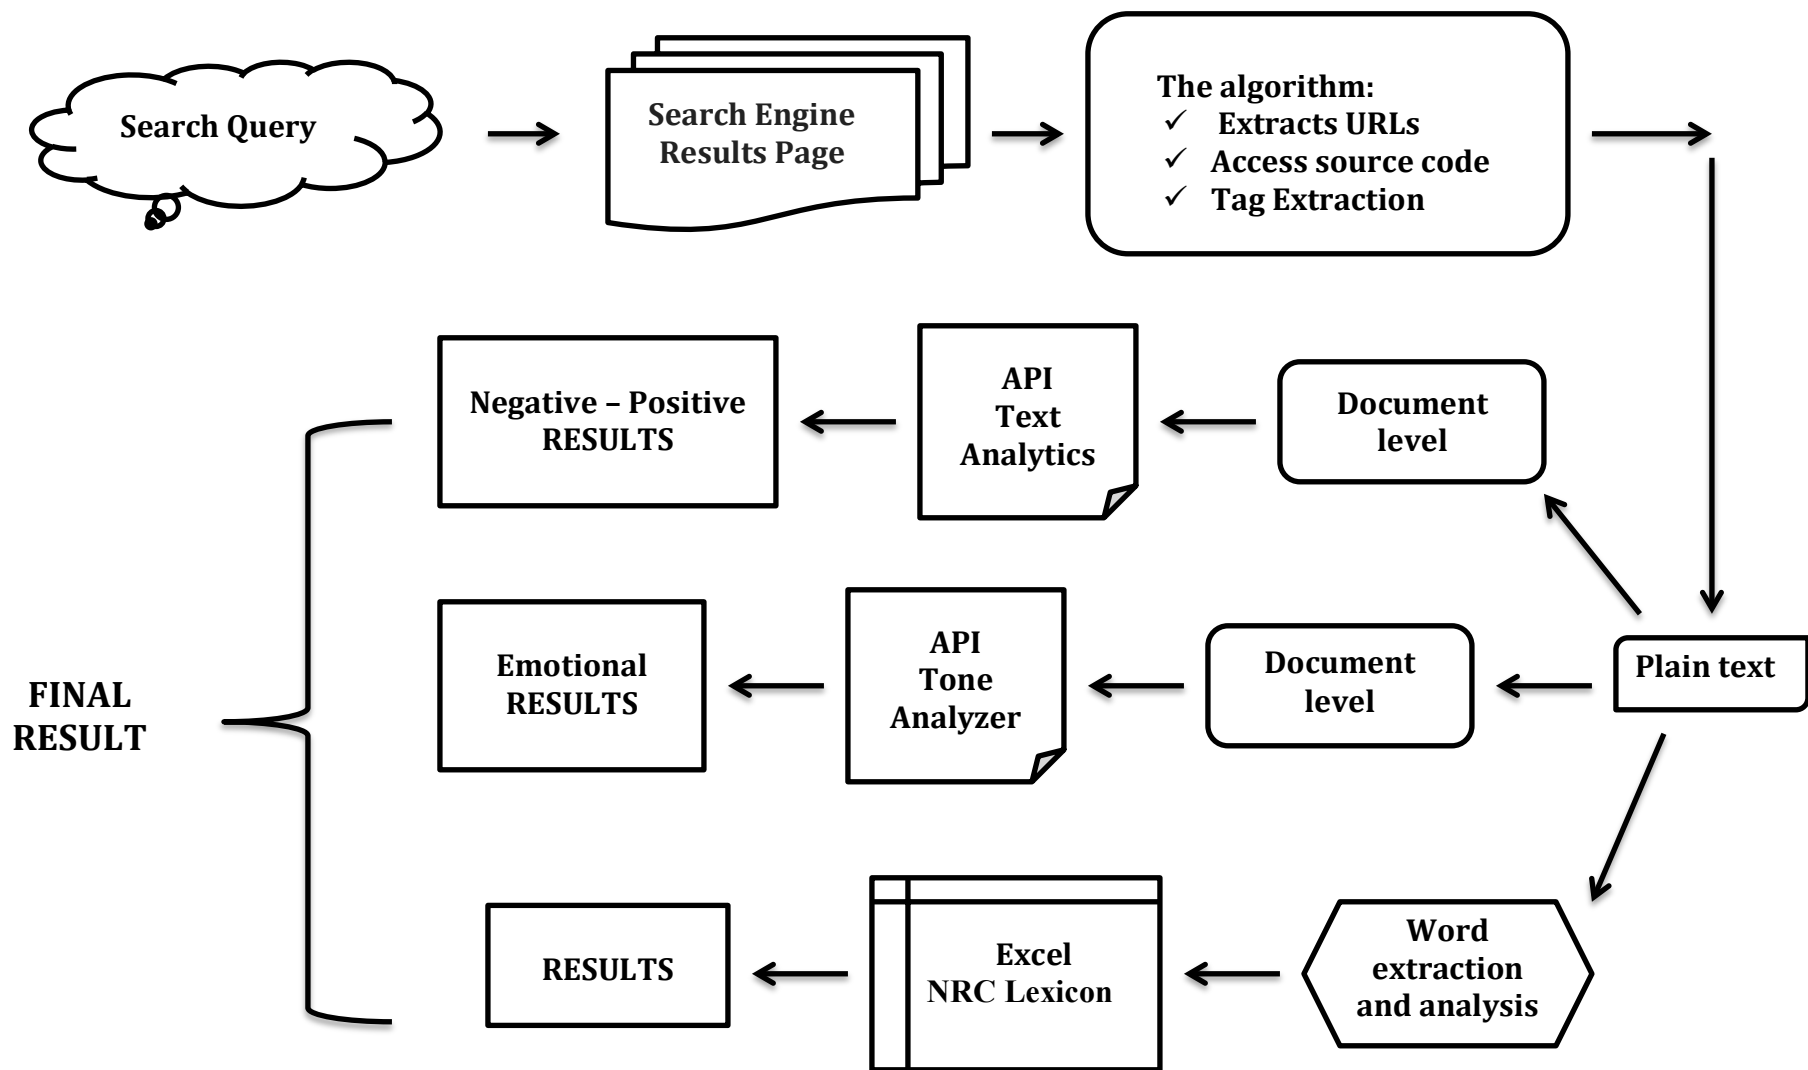 Search Query
Search Engine
Results Page
The algorithm:
✓ Extracts URLs
✓ Access source code
✓ Tag Extraction
Negative – Positive
RESULTS
API
Text
Analytics
Document
level
Emotional
RESULTS
API
Tone
Analyzer
Document
level
Plain text
FINAL
RESULT
RESULTS
Excel
NRC Lexicon
Word
extraction
and analysis